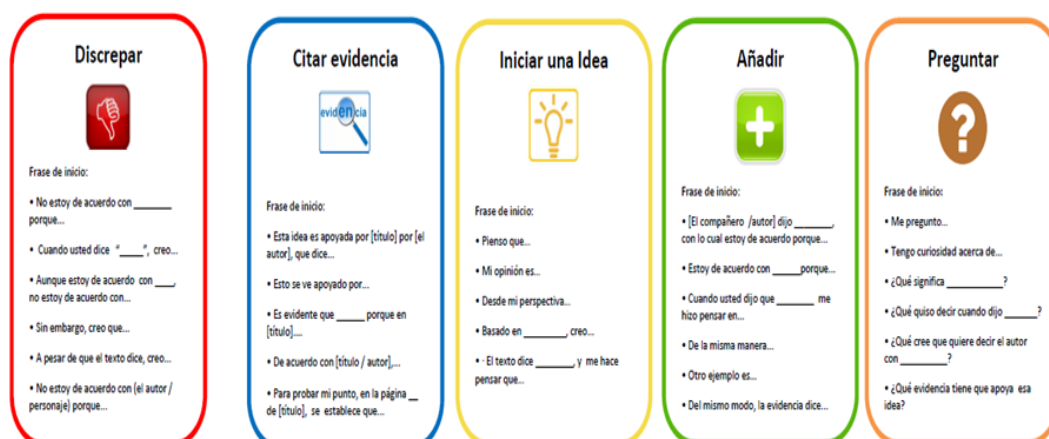 Discrepar
Frase de inicio:
• No estoy de acuerdo con ________
porque...
• Cuando usted dice "_____", creo...
• Aunque estoy de acuerdo con ____,
no estoy de acuerdo con...
• Sin embargo, creo que...
• A pesar de que el texto dice, creo...
• No estoy de acuerdo con (el autor /
personaje) porque...
Citar evidencia
evidencia
Frase de inicio:
• Esta idea es apoyada por [título] por [el
autor], que dice...
• Esto se ve apoyado por...
• Es evidente que ______ porque en
[título]....
• De acuerdo con [título / autor],...
• Para probar mi punto, en la página __
de [título], se establece que...
Iniciar una Idea
Frase de inicio:
• Pienso que...
• Mi opinión es...
• Desde mi perspectiva...
• Basado en _________, creo...
• · El texto dice ________, y me hace
pensar que...
Añadir
Frase de inicio:
• [El compañero /autor] dijo ________,
con lo cual estoy de acuerdo porque...
• Estoy de acuerdo con ______porque...
• Cuando usted dijo que ________ me
hizo pensar en...
• De la misma manera...
• Otro ejemplo es...
• Del mismo modo, la evidencia dice...
Preguntar
?
Frase de inicio:
• Me pregunto...
• Tengo curiosidad acerca de...
• ¿Qué significa ____________?
• ¿Qué quiso decir cuando dijo _______?
• ¿Qué cree que quiere decir el autor
con __________?
• ¿Qué evidencia tiene que apoya esa
idea?